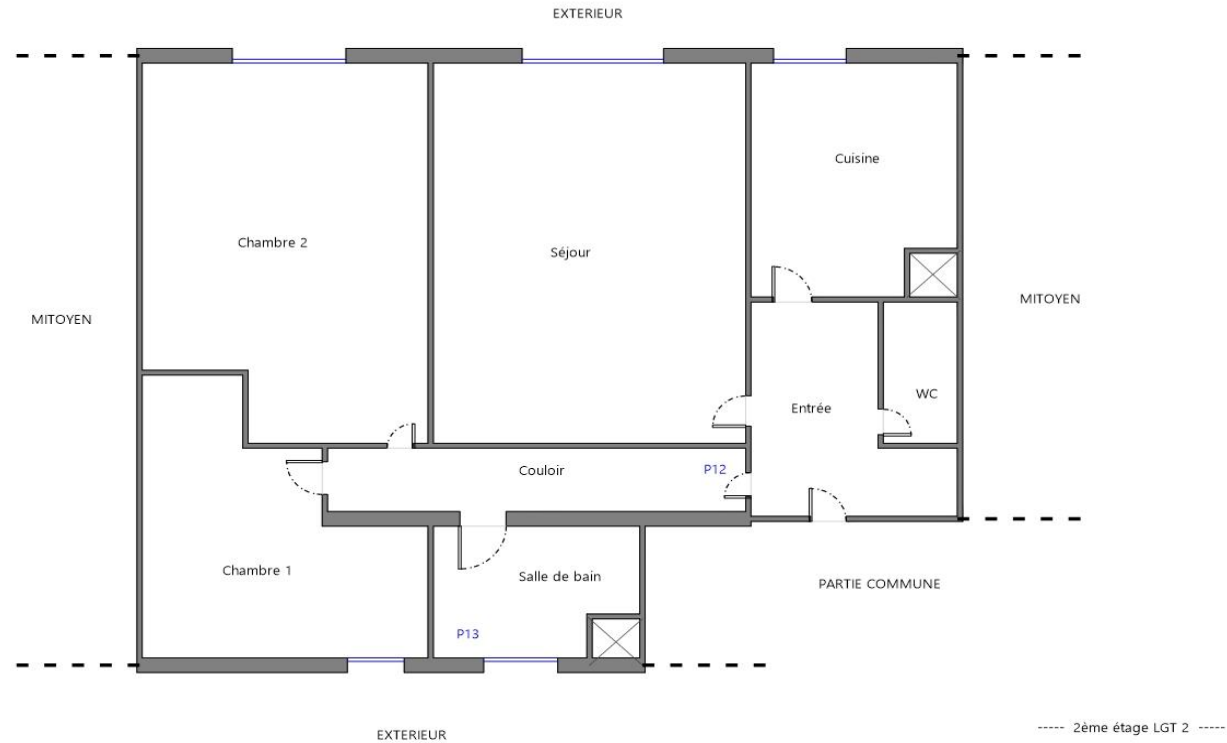 EXTERIEUR
Cuisine
Chambre 2
Séjour
MITOYEN
MITOYEN
WC
Entrée
Couloir
P12
Chambre 1
Salle de bain
PARTIE COMMUNE
P13
2ème étage LGT 2
EXTERIEUR